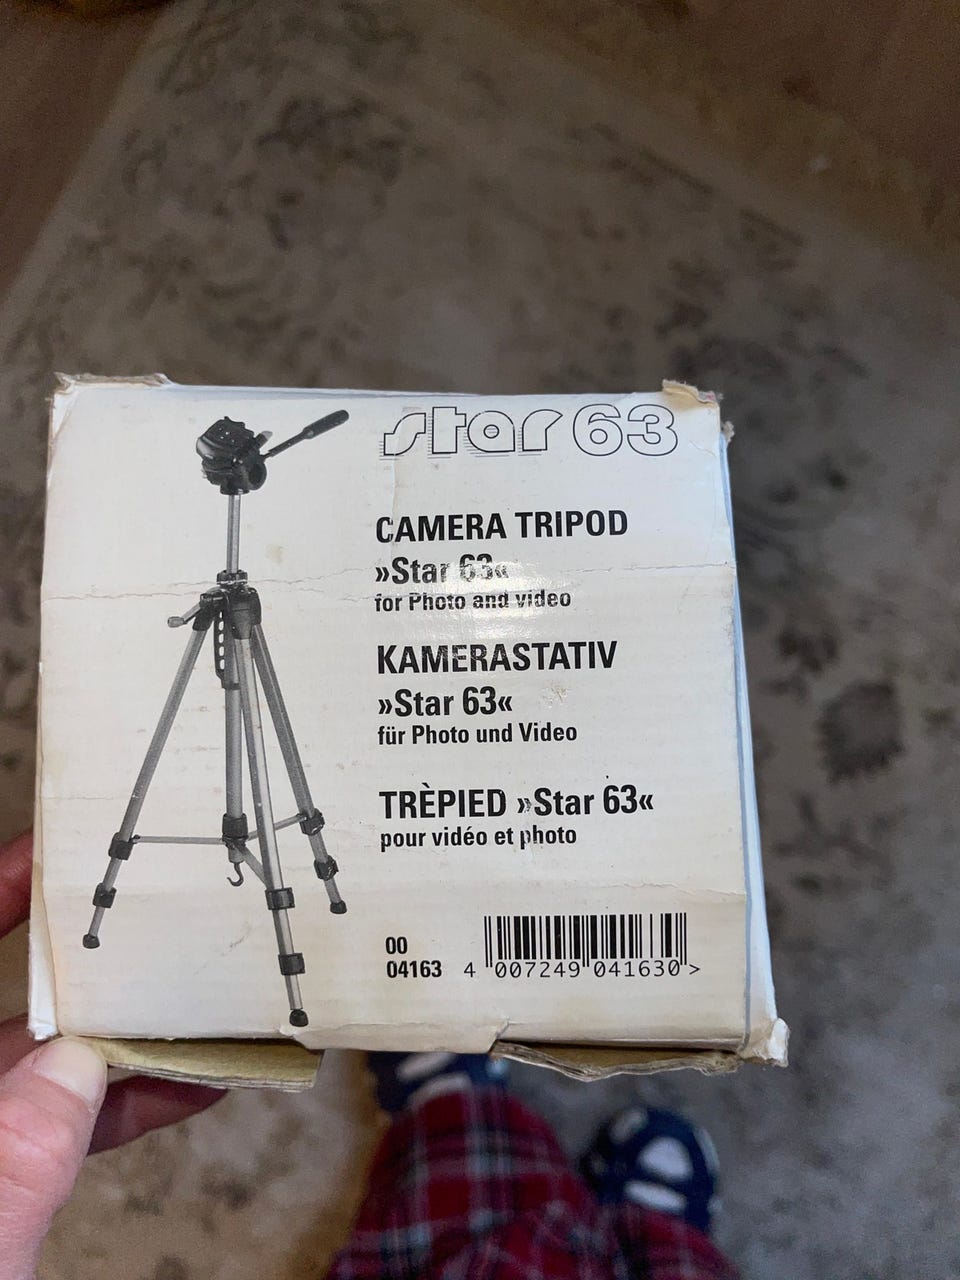 star 63
CAMERA TRIPOD
»Star 63«
for Photo and video
KAMERASTATIV
»Star 63«
für Photo und Video
TRÈPIED »Star 63«
pour vidéo et photo
00
04163
4 007249 041630 >